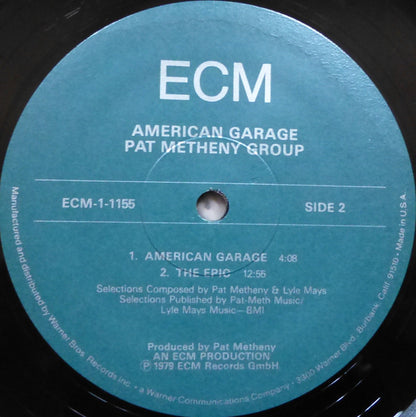 ECM
AMERICAN GARAGE
PAT METHENY GROUP
ECM-1-1155
SIDE 2
1. AMERICAN GARAGE 4:08
2. THE EPIC 12:55
Selections Composed by Pat Metheny & Lyle Mays
Selections Published by Pat-Meth Music/
Lyle Mays Music—BMI
Produced by Pat Metheny
AN ECM PRODUCTION
℗ 1979 ECM Records GmbH
Manufactured and distributed by Warner Bros. Records Inc. • a Warner Communications Company • 3300 Warner Blvd., Burbank, Calif. 91510 • Made in U.S.A.